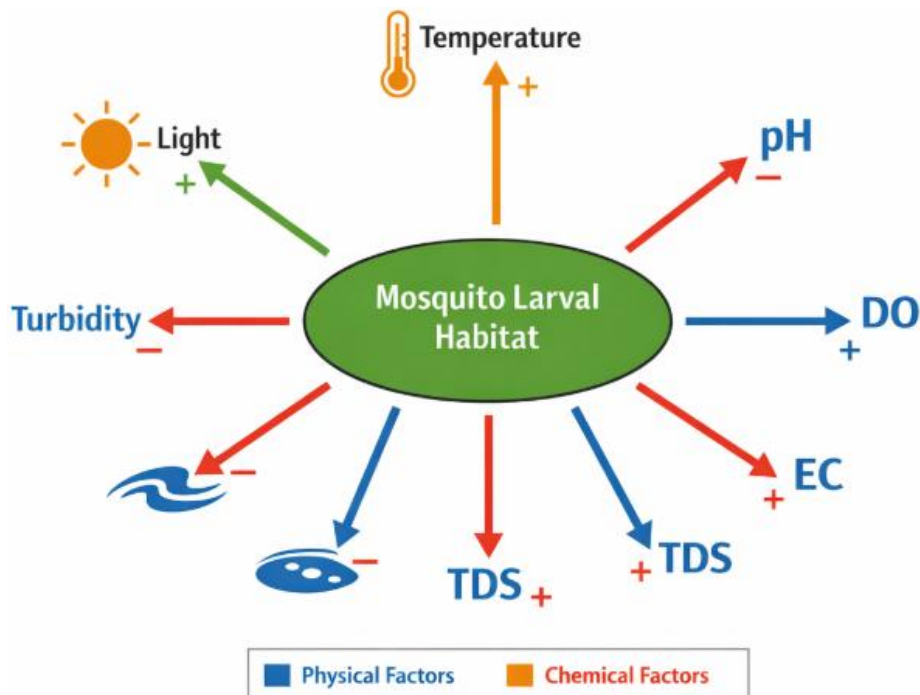 Temperature
+
Light
+
pH
−
Mosquito Larval
Habitat
Turbidity
−
DO
+
EC
+
−
−
TDS +
+ TDS
Physical Factors Chemical Factors